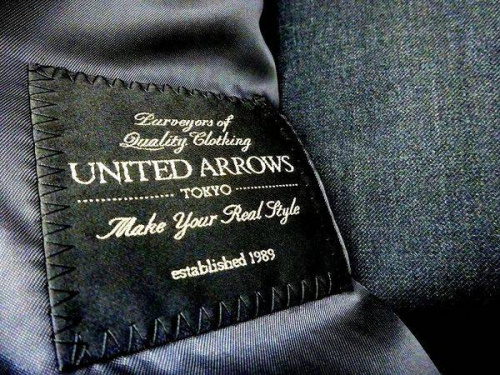 Purveyors of
Quality Clothing
UNITED ARROWS
TOKYO
Make Your Real Style
established 1989